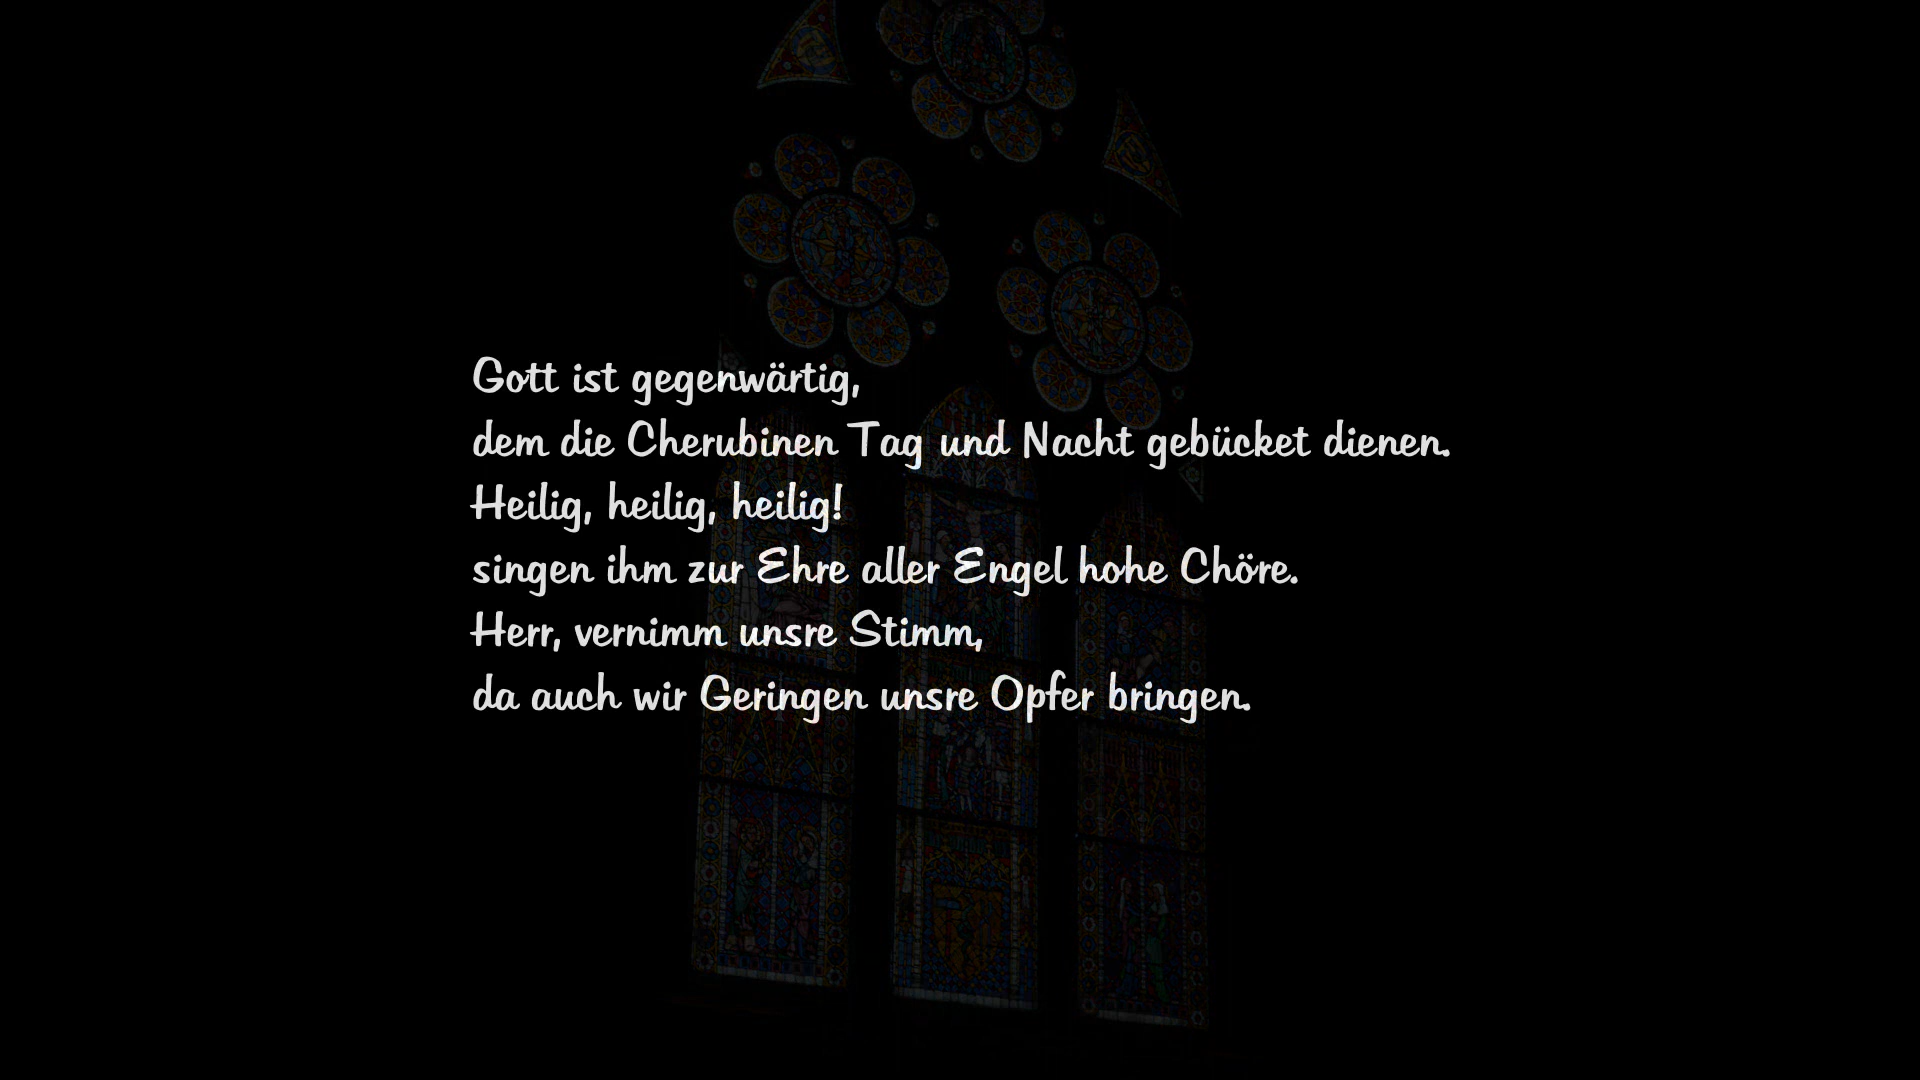 Gott ist gegenwärtig,
dem die Cherubinen Tag und Nacht gebücket dienen.
Heilig, heilig, heilig!
singen ihm zur Ehre aller Engel hohe Chöre.
Herr, vernimm unsre Stimm,
da auch wir Geringen unsre Opfer bringen.